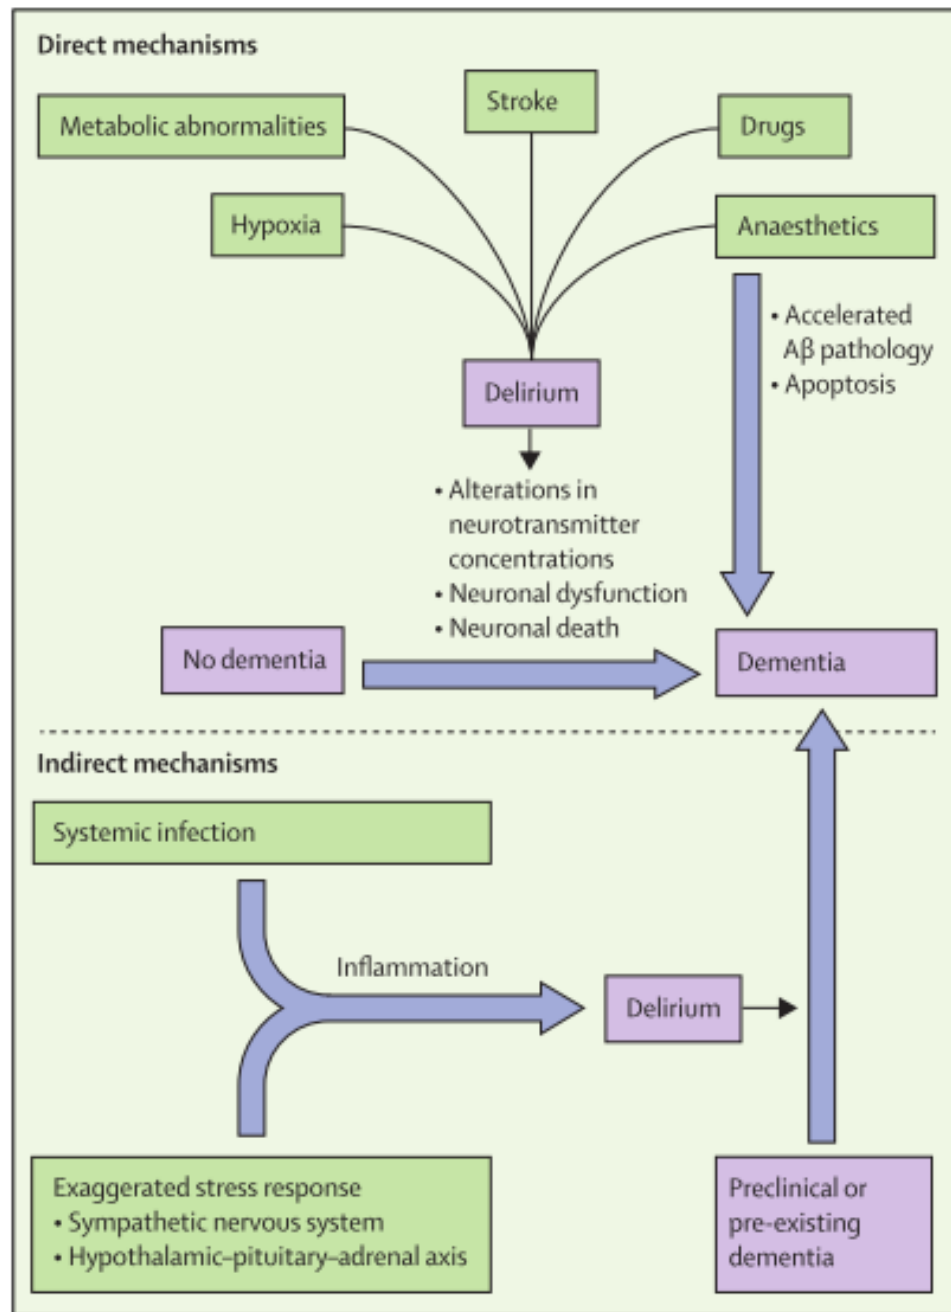 Direct mechanisms
Stroke
Metabolic abnormalities
Drugs
Hypoxia
Anaesthetics
• Accelerated
Aβ pathology
• Apoptosis
Delirium
• Alterations in
neurotransmitter
concentrations
• Neuronal dysfunction
• Neuronal death
No dementia
Dementia
Indirect mechanisms
Systemic infection
Inflammation
Delirium
Exaggerated stress response
• Sympathetic nervous system
• Hypothalamic–pituitary–adrenal axis
Preclinical or
pre-existing
dementia